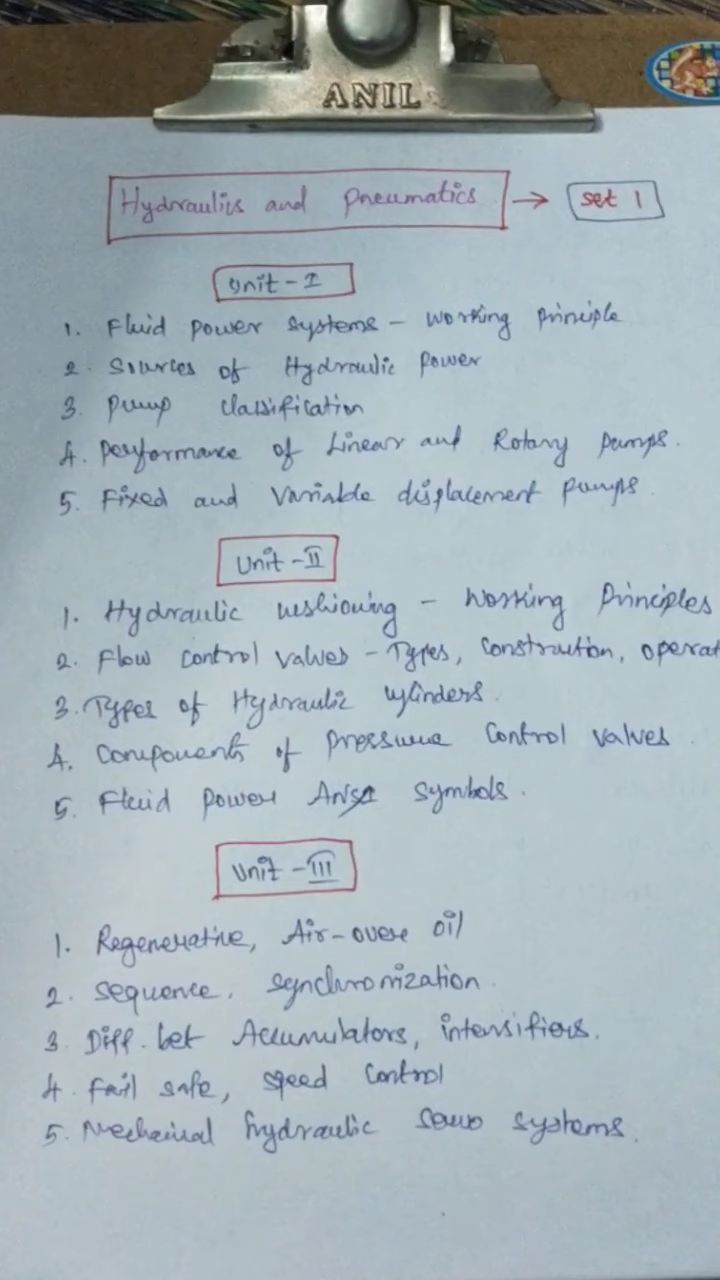 ANIL
Hydraulics and Pneumatics → Set 1
Unit - I
1. Fluid power systems - working principle
2. Sources of Hydraulic power
3. Pump classification
4. Performance of Linear and Rotary pumps.
5. Fixed and Variable displacement pumps
Unit - II
1. Hydraulic cushioning - Working Principles
2. Flow control valves - Types, construction, operat
3. Types of Hydraulic cylinders.
4. Components of pressure control valves
5. Fluid power ANSI symbols.
Unit - III
1. Regenerative, Air-over oil
2. Sequence, synchronization.
3. Diff. bet Accumulators, intensifiers.
4. Fail safe, speed control
5. Mechanical hydraulic servo systems.